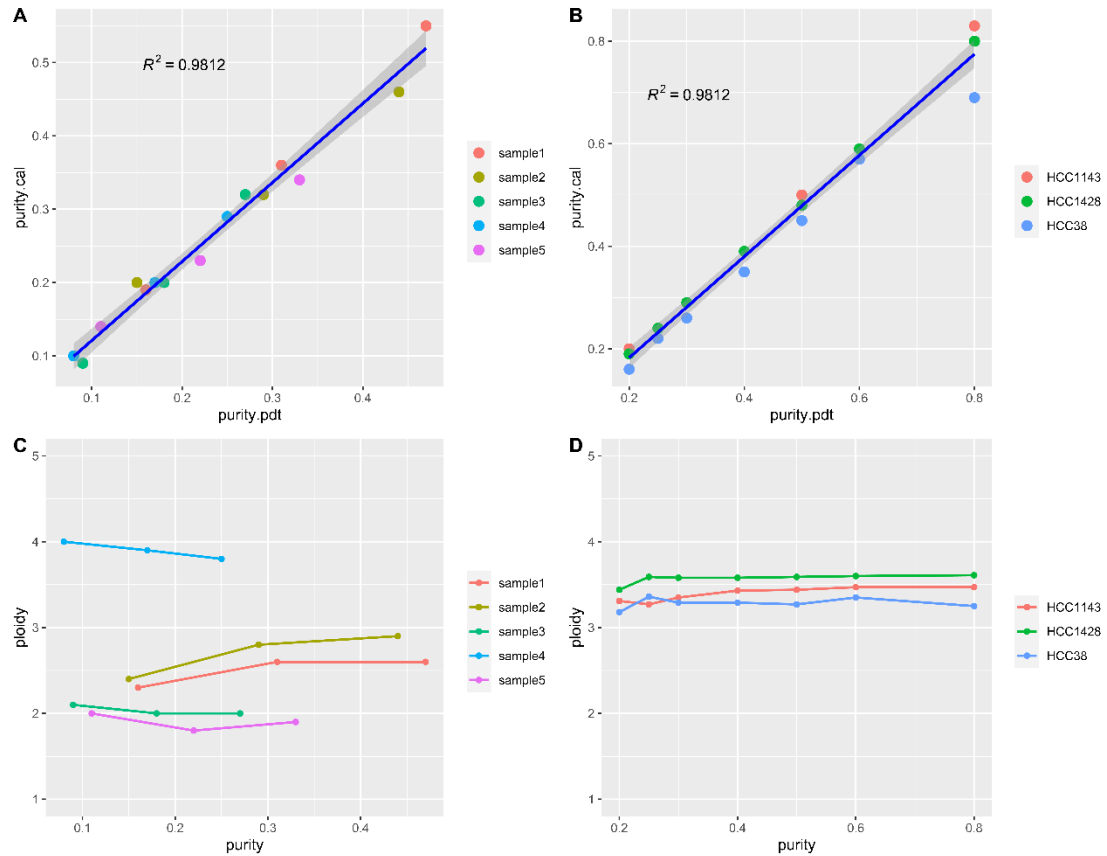 A
R² = 0.9812
0.5
0.4
0.3
0.2
0.1
purity.cal
0.1 0.2 0.3 0.4
purity.pdt
sample1
sample2
sample3
sample4
sample5
B
R² = 0.9812
0.8
0.6
0.4
0.2
purity.cal
0.2 0.4 0.6 0.8
purity.pdt
HCC1143
HCC1428
HCC38
C
5
4
3
2
1
ploidy
0.1 0.2 0.3 0.4
purity
sample1
sample2
sample3
sample4
sample5
D
5
4
3
2
1
ploidy
0.2 0.4 0.6 0.8
purity
HCC1143
HCC1428
HCC38